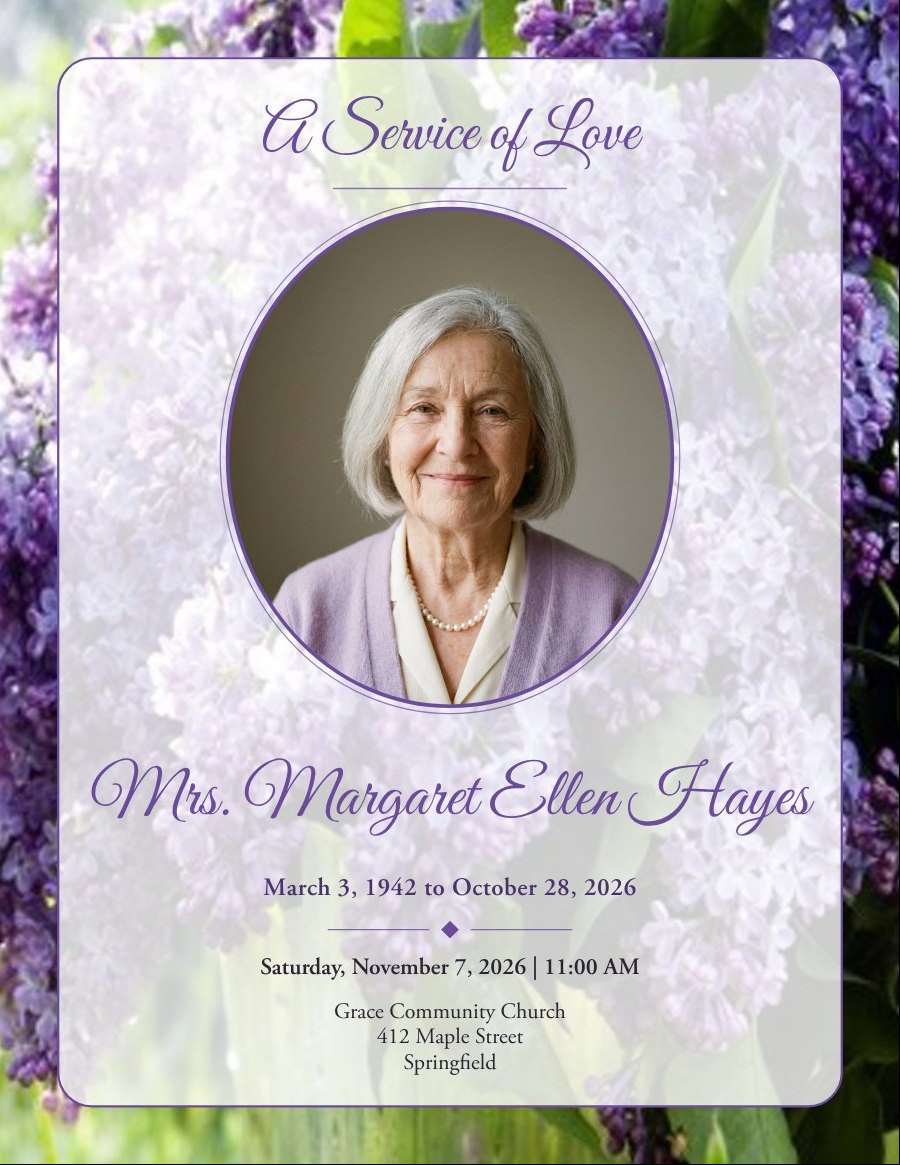 A Service of Love
Mrs. Margaret Ellen Hayes
March 3, 1942 to October 28, 2026
Saturday, November 7, 2026 | 11:00 AM
Grace Community Church
412 Maple Street
Springfield